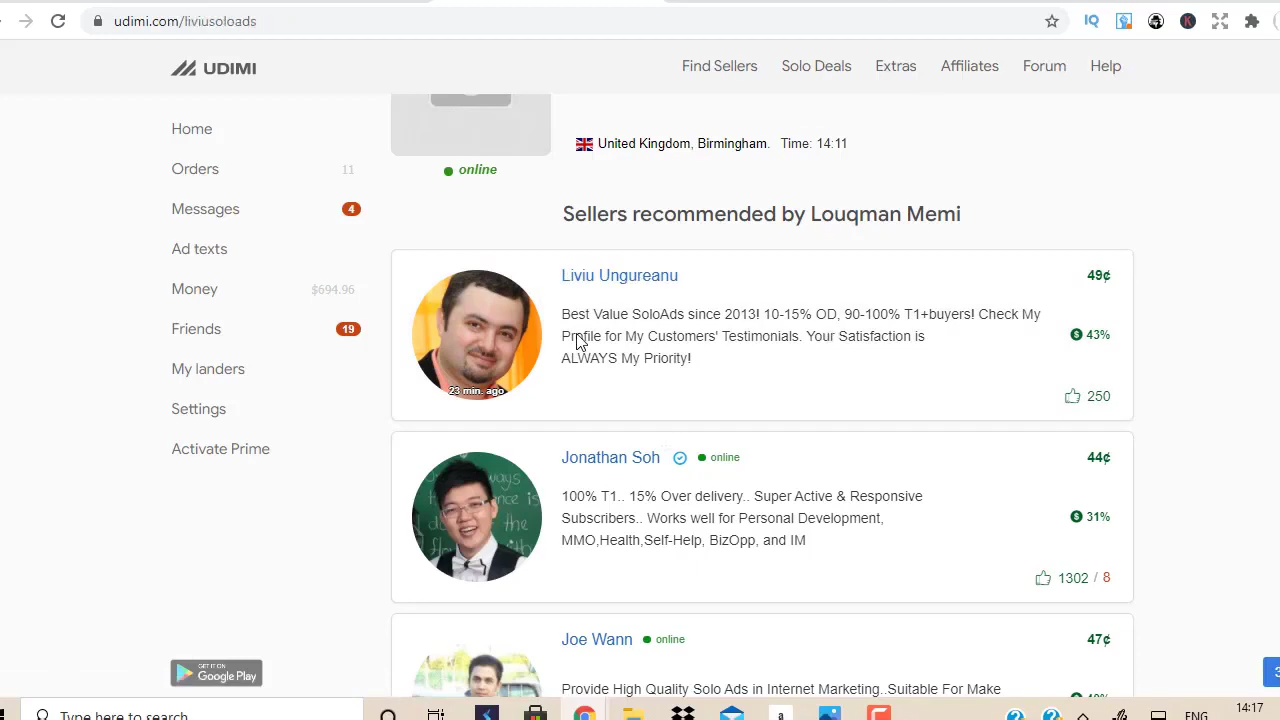 udimi.com/liviusoloads
IQ
K
UDIMI
Find Sellers
Solo Deals
Extras
Affiliates
Forum
Help
Home
Orders 11
Messages 4
Ad texts
Money $694.96
Friends 19
My landers
Settings
Activate Prime
GET IT ON
Google Play
United Kingdom, Birmingham. Time: 14:11
online
Sellers recommended by Louqman Memi
Liviu Ungureanu
49¢
Best Value SoloAds since 2013! 10-15% OD, 90-100% T1+buyers! Check My
Profile for My Customers' Testimonials. Your Satisfaction is
ALWAYS My Priority!
43%
250
23 min. ago
Jonathan Soh online
44¢
100% T1.. 15% Over delivery.. Super Active & Responsive
Subscribers.. Works well for Personal Development,
MMO,Health,Self-Help, BizOpp, and IM
31%
1302 / 8
Joe Wann online
47¢
Provide High Quality Solo Ads in Internet Marketing..Suitable For Make
Type here to search
a
ENG
14:17